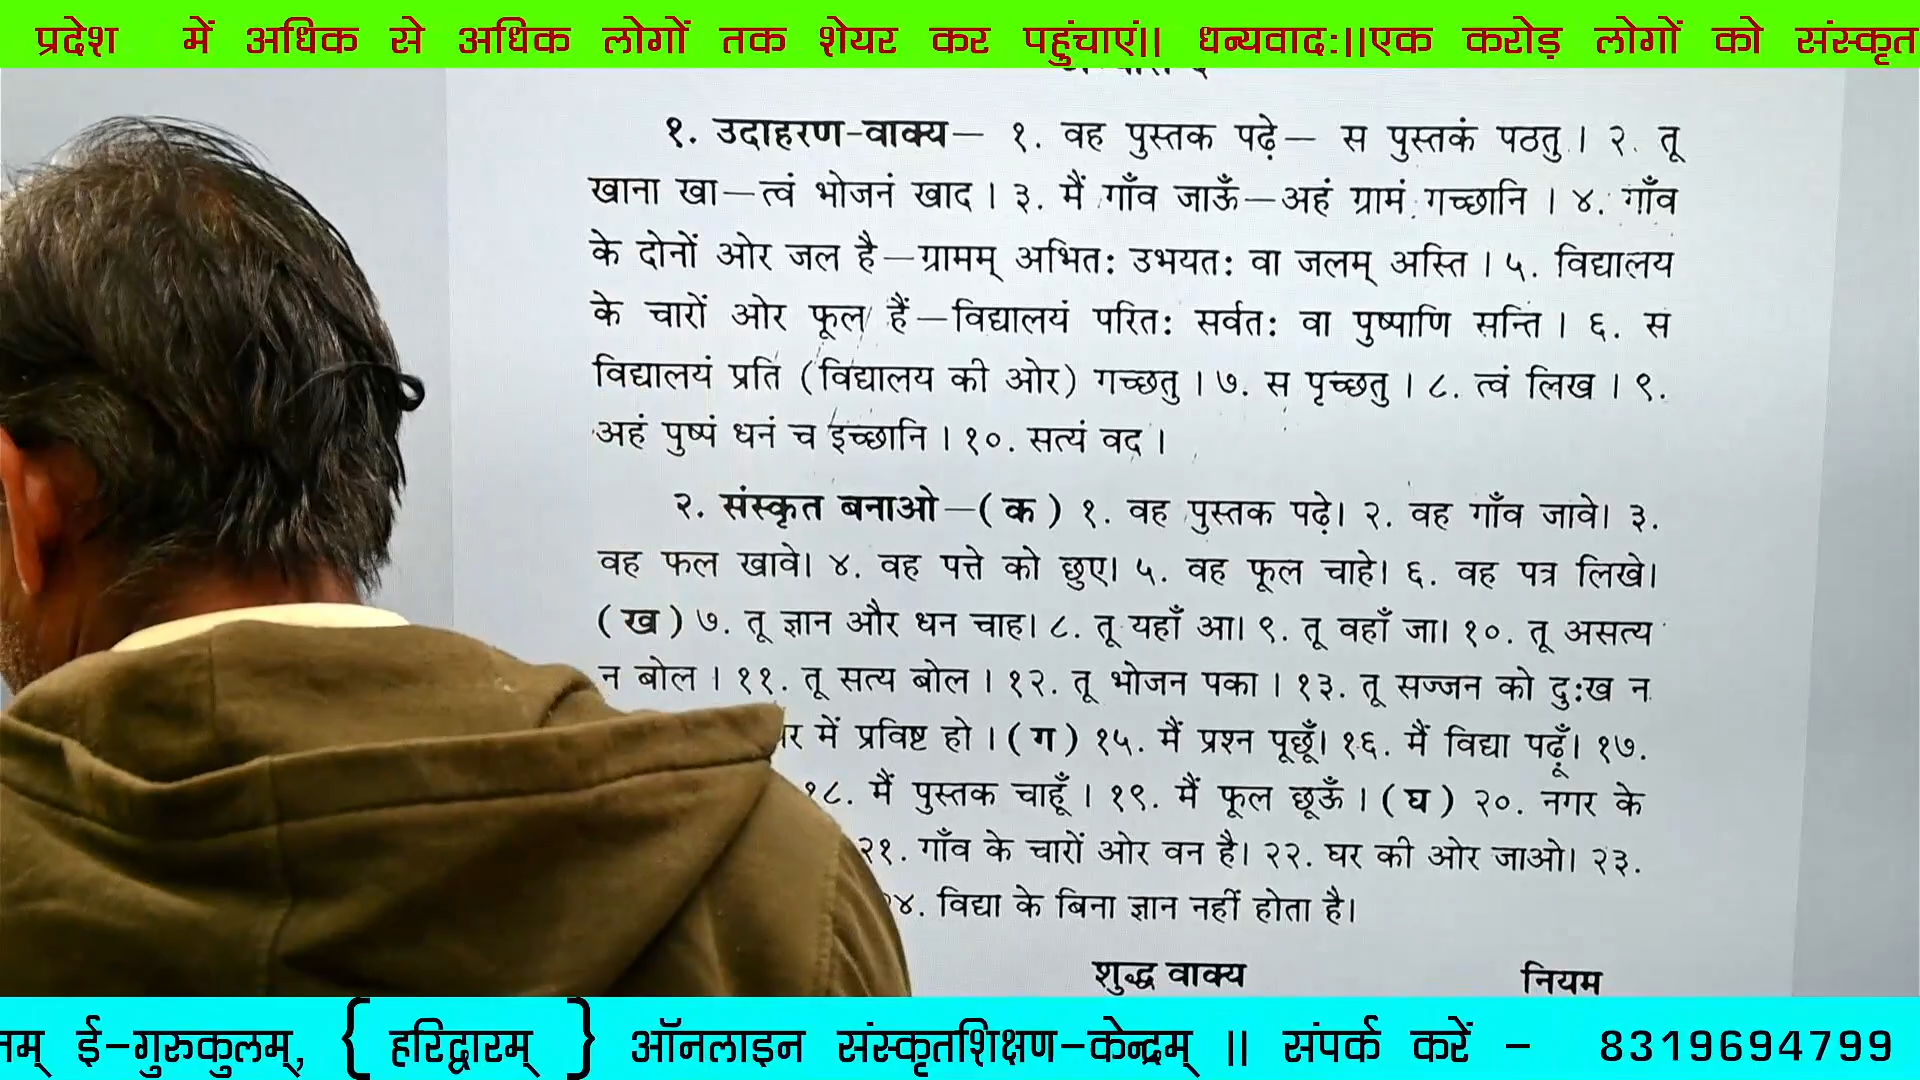 प्रदेश में अधिक से अधिक लोगों तक शेयर कर पहुंचाएं॥ धन्यवादः॥एक करोड़ लोगों को संस्कृत
१. उदाहरण-वाक्य— १. वह पुस्तक पढ़े— स पुस्तकं पठतु। २. तू
खाना खा—त्वं भोजनं खाद। ३. मैं गाँव जाऊँ—अहं ग्रामं गच्छानि। ४. गाँव
के दोनों ओर जल है—ग्रामम् अभितः उभयतः वा जलम् अस्ति। ५. विद्यालय
के चारों ओर फूल हैं—विद्यालयं परितः सर्वतः वा पुष्पाणि सन्ति। ६. स
विद्यालयं प्रति (विद्यालय की ओर) गच्छतु। ७. स पृच्छतु। ८. त्वं लिख। ९.
अहं पुष्पं धनं च इच्छानि। १०. सत्यं वद।
२. संस्कृत बनाओ—(क) १. वह पुस्तक पढ़े। २. वह गाँव जावे। ३.
वह फल खावे। ४. वह पत्ते को छुए। ५. वह फूल चाहे। ६. वह पत्र लिखे।
(ख) ७. तू ज्ञान और धन चाह। ८. तू यहाँ आ। ९. तू वहाँ जा। १०. तू असत्य
न बोल। ११. तू सत्य बोल। १२. तू भोजन पका। १३. तू सज्जन को दुःख न
में प्रविष्ट हो। (ग) १५. मैं प्रश्न पूछूँ। १६. मैं विद्या पढ़ूँ। १७.
१८. मैं पुस्तक चाहूँ। १९. मैं फूल छूऊँ। (घ) २०. नगर के
२१. गाँव के चारों ओर वन है। २२. घर की ओर जाओ। २३.
४. विद्या के बिना ज्ञान नहीं होता है।
शुद्ध वाक्य नियम
ई-गुरुकुलम्, { हरिद्वारम् } ऑनलाइन संस्कृतशिक्षण-केन्द्रम् ॥ संपर्क करें - 8319694799